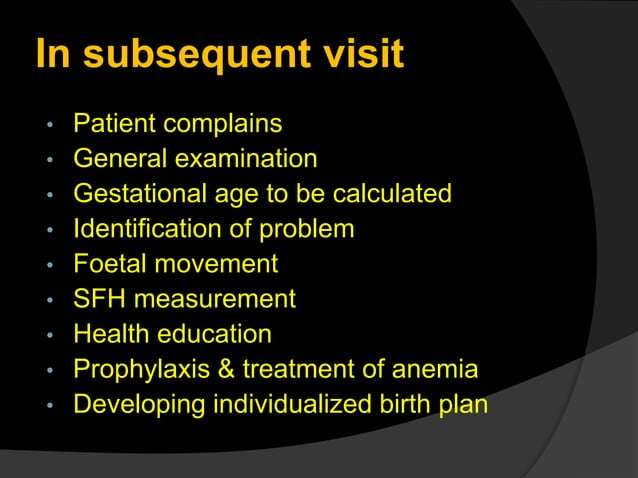 In subsequent visit
• Patient complains
• General examination
• Gestational age to be calculated
• Identification of problem
• Foetal movement
• SFH measurement
• Health education
• Prophylaxis & treatment of anemia
• Developing individualized birth plan